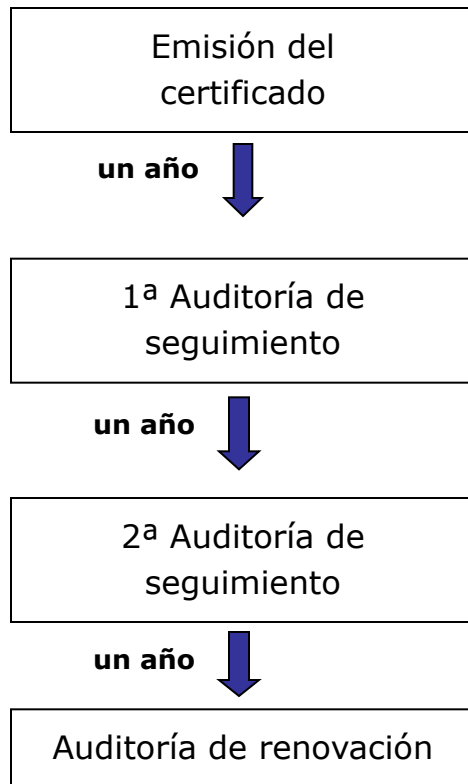 Emisión del
certificado
un año
1ª Auditoría de
seguimiento
un año
2ª Auditoría de
seguimiento
un año
Auditoría de renovación